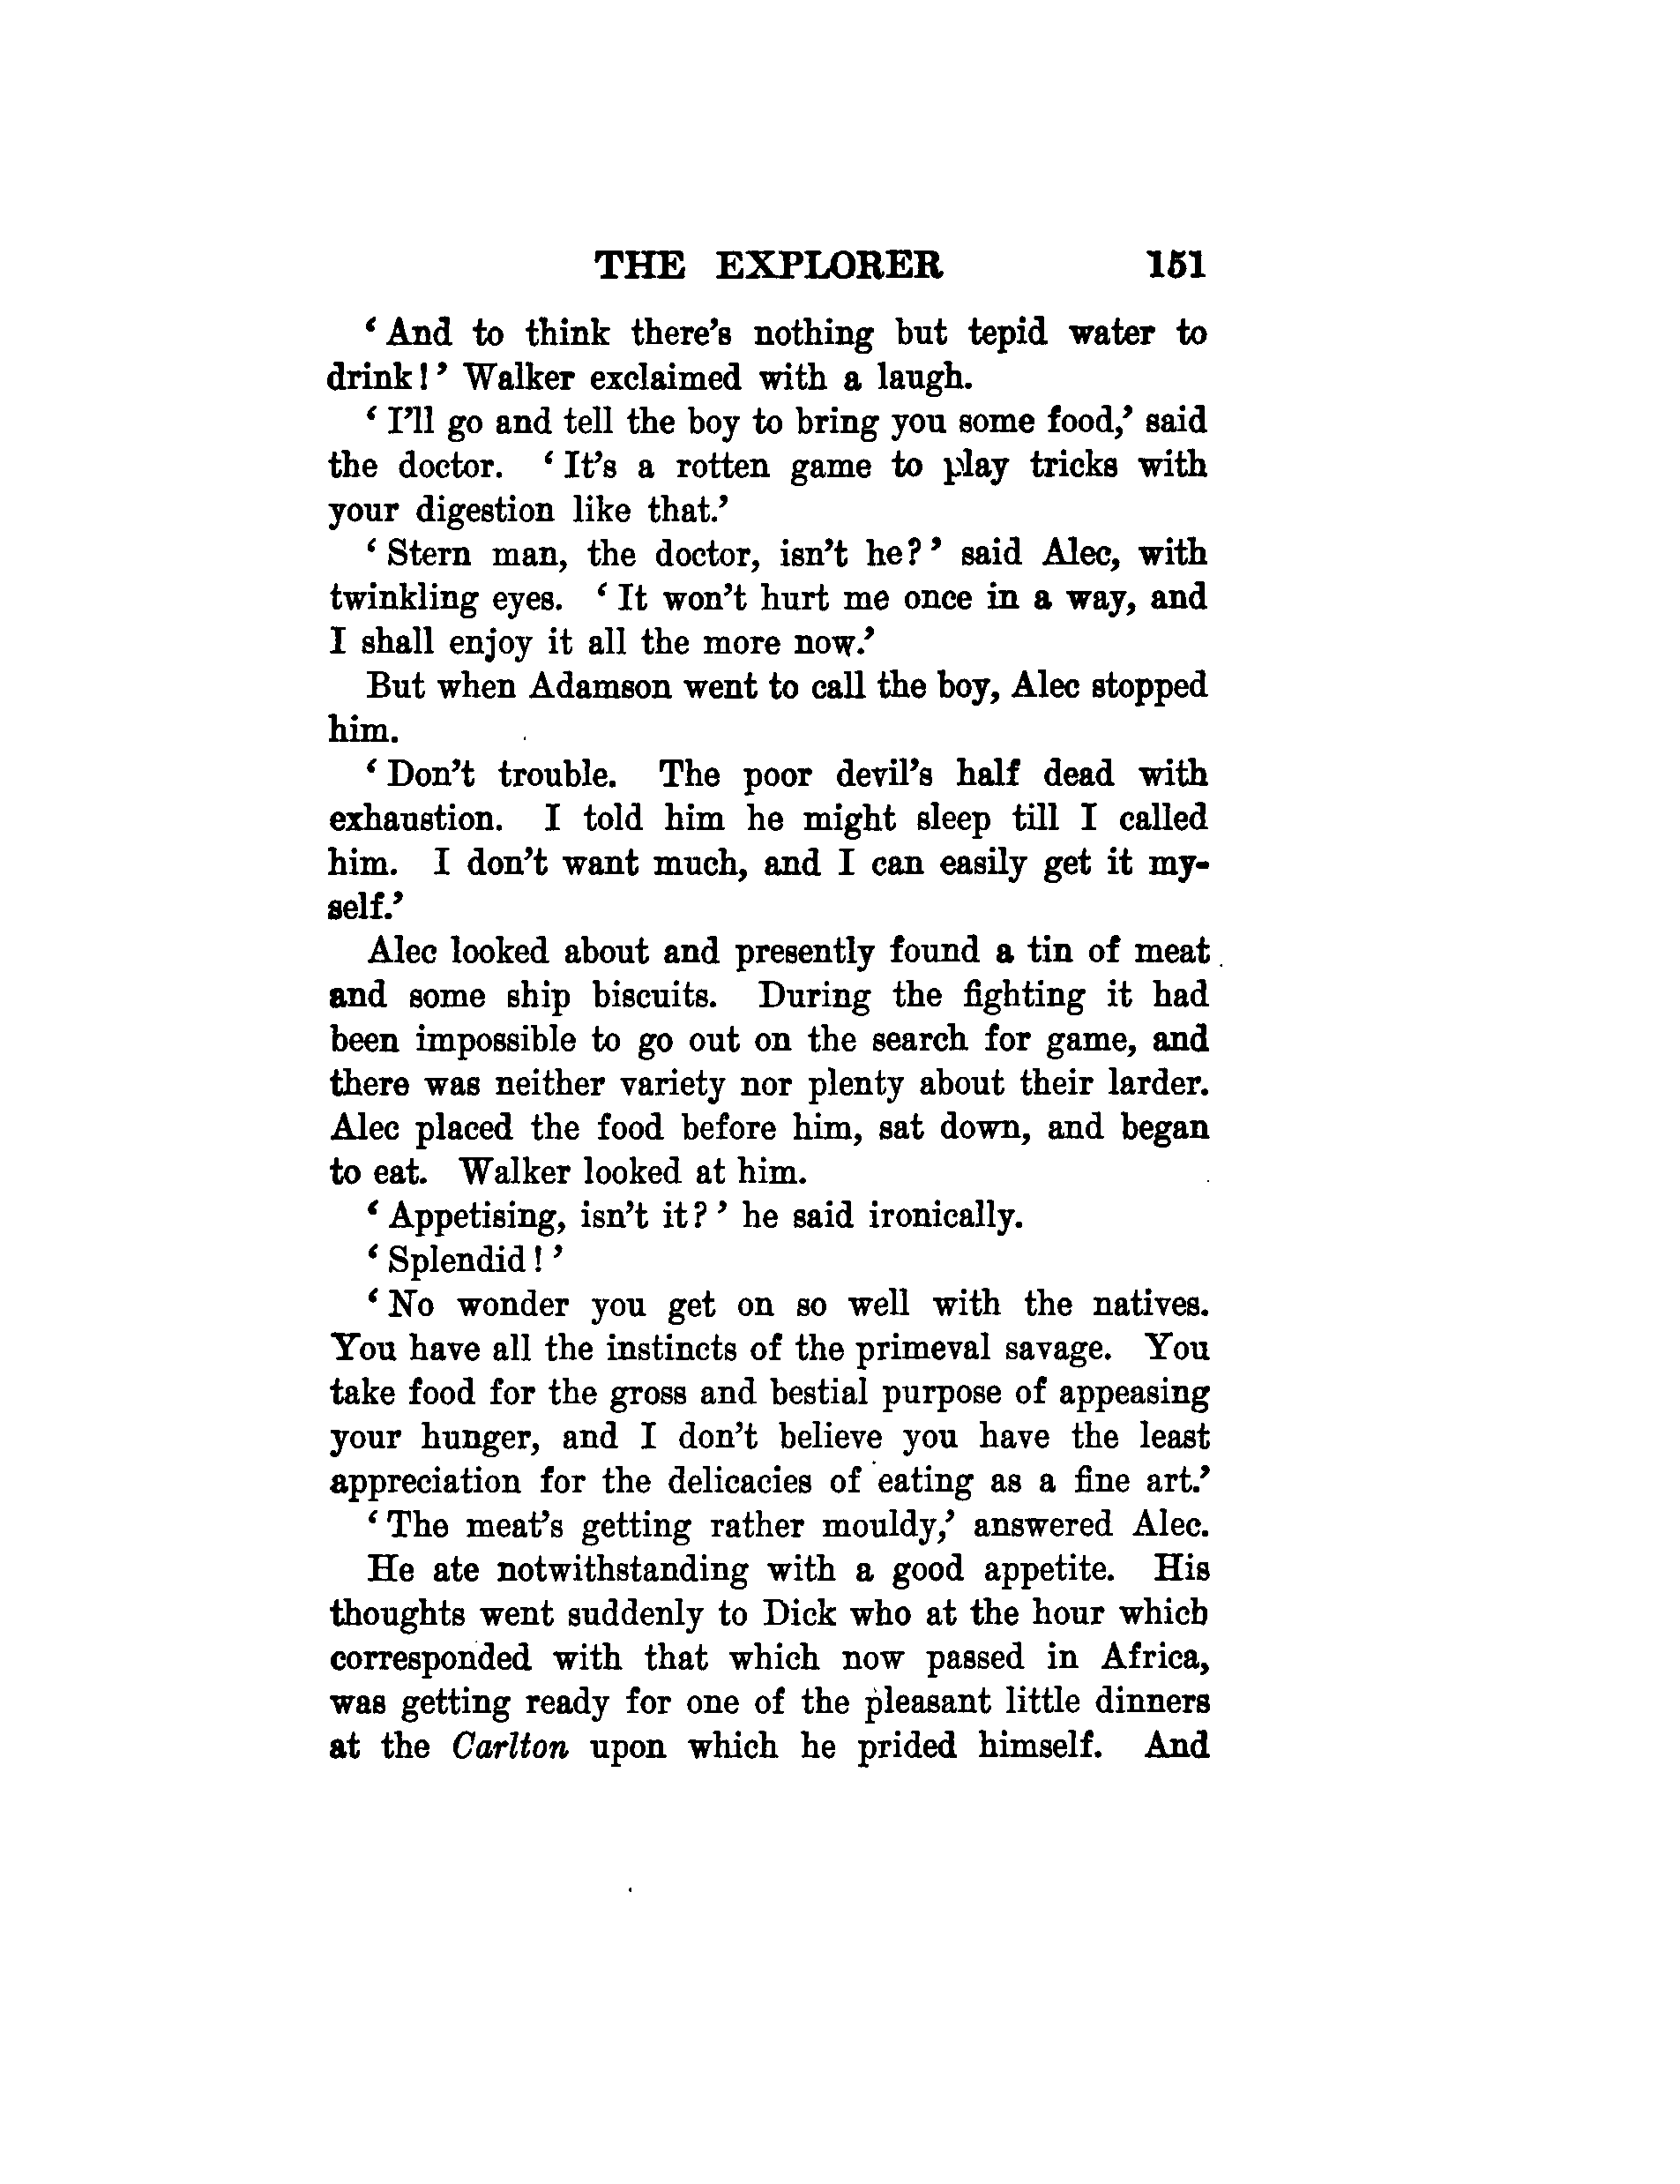 THE EXPLORER 151
‘And to think there’s nothing but tepid water to
drink!’ Walker exclaimed with a laugh.
‘I’ll go and tell the boy to bring you some food,’ said
the doctor. ‘It’s a rotten game to play tricks with
your digestion like that.’
‘Stern man, the doctor, isn’t he?’ said Alec, with
twinkling eyes. ‘It won’t hurt me once in a way, and
I shall enjoy it all the more now.’
But when Adamson went to call the boy, Alec stopped
him.
‘Don’t trouble. The poor devil’s half dead with
exhaustion. I told him he might sleep till I called
him. I don’t want much, and I can easily get it my-
self.’
Alec looked about and presently found a tin of meat
and some ship biscuits. During the fighting it had
been impossible to go out on the search for game, and
there was neither variety nor plenty about their larder.
Alec placed the food before him, sat down, and began
to eat. Walker looked at him.
‘Appetising, isn’t it?’ he said ironically.
‘Splendid!’
‘No wonder you get on so well with the natives.
You have all the instincts of the primeval savage. You
take food for the gross and bestial purpose of appeasing
your hunger, and I don’t believe you have the least
appreciation for the delicacies of eating as a fine art.’
‘The meat’s getting rather mouldy,’ answered Alec.
He ate notwithstanding with a good appetite. His
thoughts went suddenly to Dick who at the hour which
corresponded with that which now passed in Africa,
was getting ready for one of the pleasant little dinners
at the Carlton upon which he prided himself. And